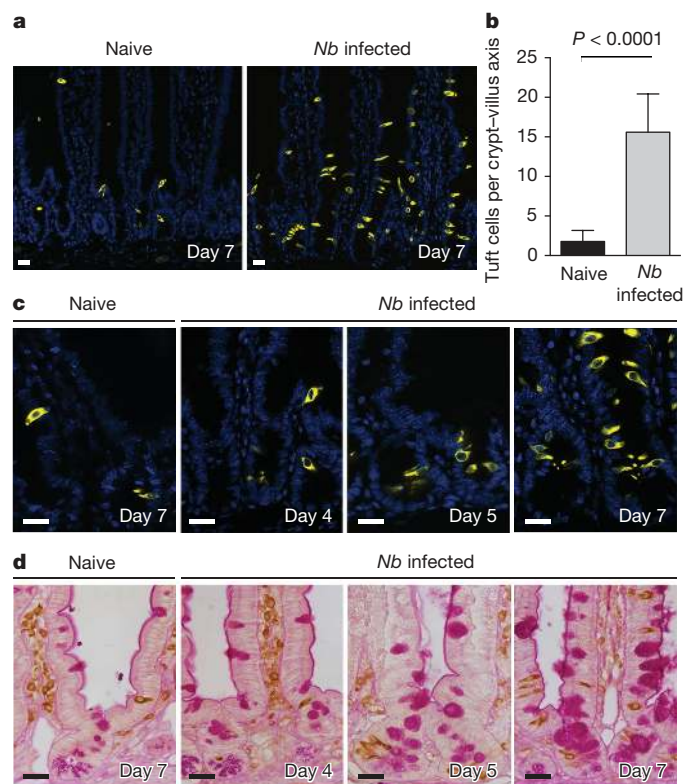 a
Naive
Nb infected
Day 7
Day 7
b
P < 0.0001
Tuft cells per crypt–villus axis
25
20
15
10
5
0
Naive
Nb
infected
c
Naive
Nb infected
Day 7
Day 4
Day 5
Day 7
d
Naive
Nb infected
Day 7
Day 4
Day 5
Day 7